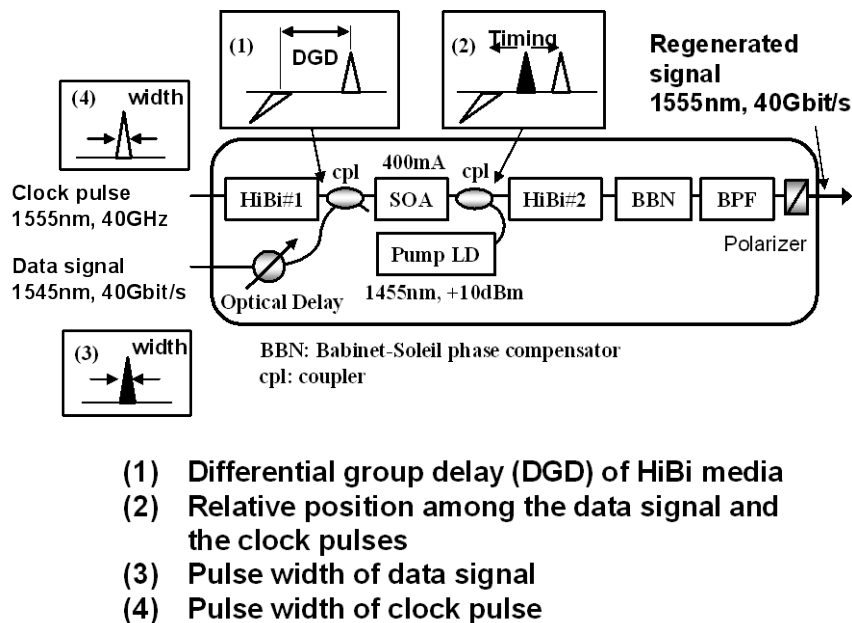 (1)
DGD
(2)
Timing
Regenerated
signal
1555nm, 40Gbit/s
(4)
width
Clock pulse
1555nm, 40GHz
HiBi#1
cpl
400mA
SOA
cpl
HiBi#2
BBN
BPF
Polarizer
Data signal
1545nm, 40Gbit/s
Optical Delay
Pump LD
1455nm, +10dBm
(3)
width
BBN: Babinet-Soleil phase compensator
cpl: coupler
(1) Differential group delay (DGD) of HiBi media
(2) Relative position among the data signal and
the clock pulses
(3) Pulse width of data signal
(4) Pulse width of clock pulse